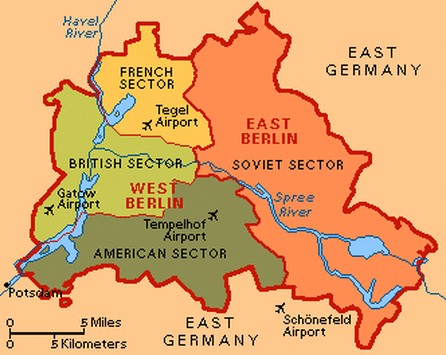 Havel
River
EAST
GERMANY
FRENCH
SECTOR
Tegel
Airport
EAST
BERLIN
BRITISH SECTOR
SOVIET SECTOR
WEST
BERLIN
Gatow
Airport
Spree
River
Tempelhof
Airport
AMERICAN SECTOR
Potsdam
0 5 Miles
0 5 Kilometers
EAST
GERMANY
Schönefeld
Airport